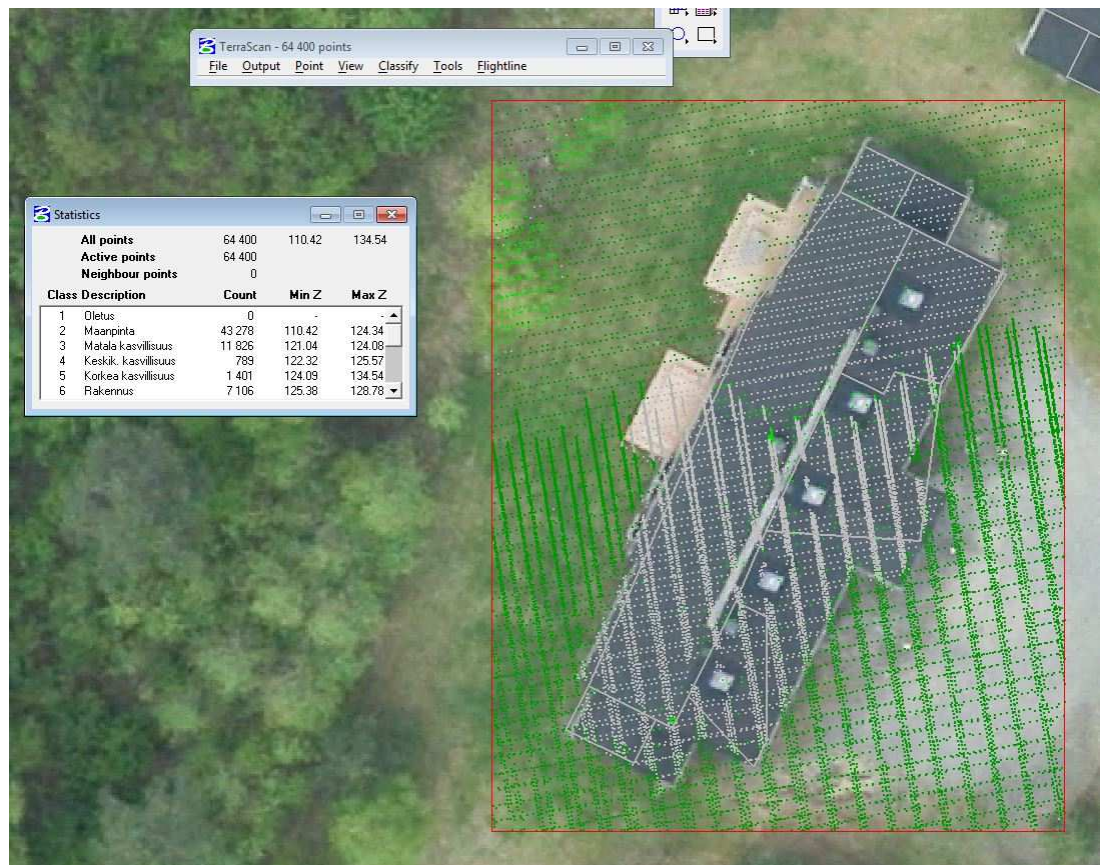 TerraScan - 64 400 points
File Output Point View Classify Tools Flightline
Statistics
All points 64 400 110.42 134.54
Active points 64 400
Neighbour points 0
Class Description Count Min Z Max Z
1 Oletus 0 - -
2 Maanpinta 43 278 110.42 124.34
3 Matala kasvillisuus 11 826 121.04 124.08
4 Keskik. kasvillisuus 789 122.32 125.57
5 Korkea kasvillisuus 1 401 124.09 134.54
6 Rakennus 7 106 125.38 128.78